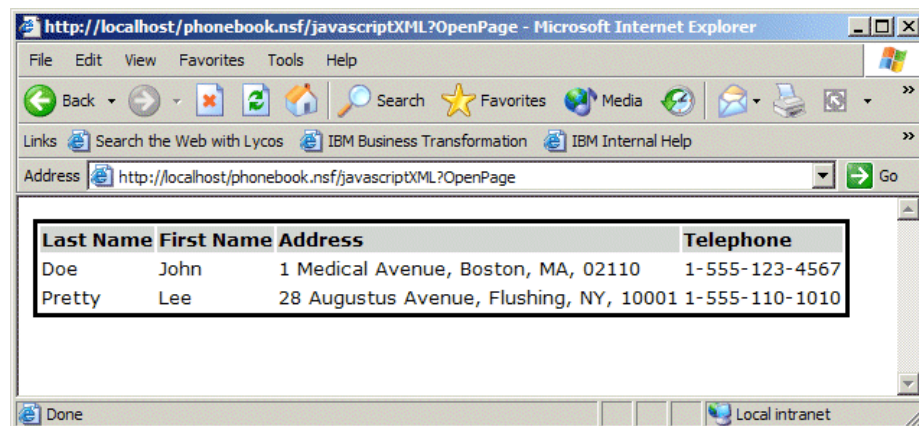 http://localhost/phonebook.nsf/javascriptXML?OpenPage - Microsoft Internet Explorer
File Edit View Favorites Tools Help
Back Search Favorites Media »
Links Search the Web with Lycos IBM Business Transformation IBM Internal Help »
Address http://localhost/phonebook.nsf/javascriptXML?OpenPage Go
Last Name First Name Address Telephone
Doe John 1 Medical Avenue, Boston, MA, 02110 1-555-123-4567
Pretty Lee 28 Augustus Avenue, Flushing, NY, 10001 1-555-110-1010
Done Local intranet